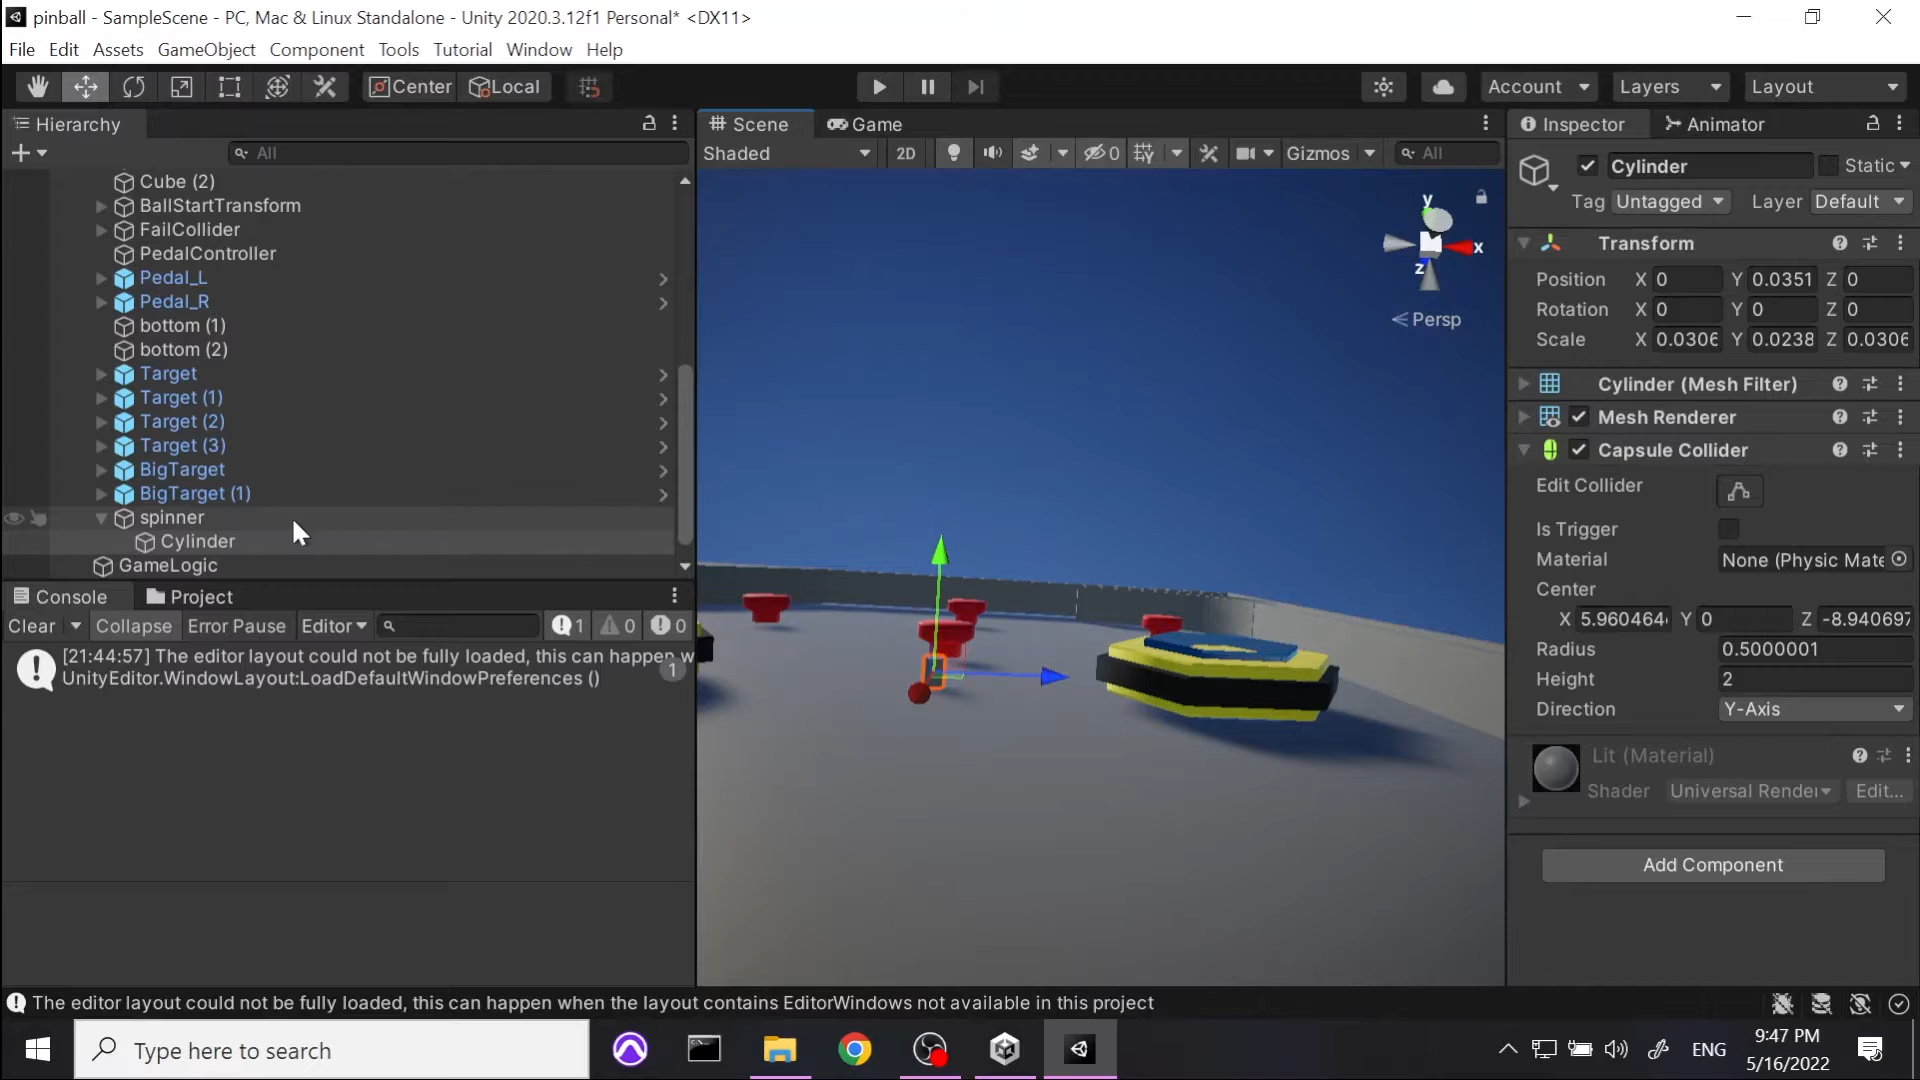 pinball - SampleScene - PC, Mac & Linux Standalone - Unity 2020.3.12f1 Personal* <DX11>
File Edit Assets GameObject Component Tools Tutorial Window Help
Center Local Account Layers Layout
Hierarchy
All
Cube (2)
BallStartTransform
FailCollider
PedalController
Pedal_L
Pedal_R
bottom (1)
bottom (2)
Target
Target (1)
Target (2)
Target (3)
BigTarget
BigTarget (1)
spinner
Cylinder
GameLogic
Console Project
Clear Collapse Error Pause Editor 1 0 0
[21:44:57] The editor layout could not be fully loaded, this can happen w
UnityEditor.WindowLayout:LoadDefaultWindowPreferences ()
1
Scene Game
Shaded 2D 0 Gizmos All
y
x
z
Persp
Inspector Animator
Cylinder Static
Tag Untagged Layer Default
Transform
Position X 0 Y 0.0351 Z 0
Rotation X 0 Y 0 Z 0
Scale X 0.0306 Y 0.0238 Z 0.0306
Cylinder (Mesh Filter)
Mesh Renderer
Capsule Collider
Edit Collider
Is Trigger
Material None (Physic Mate
Center
X 5.960464 Y 0 Z -8.940697
Radius 0.5000001
Height 2
Direction Y-Axis
Lit (Material)
Shader Universal Render Edit...
Add Component
The editor layout could not be fully loaded, this can happen when the layout contains EditorWindows not available in this project
Type here to search
ENG
9:47 PM
5/16/2022